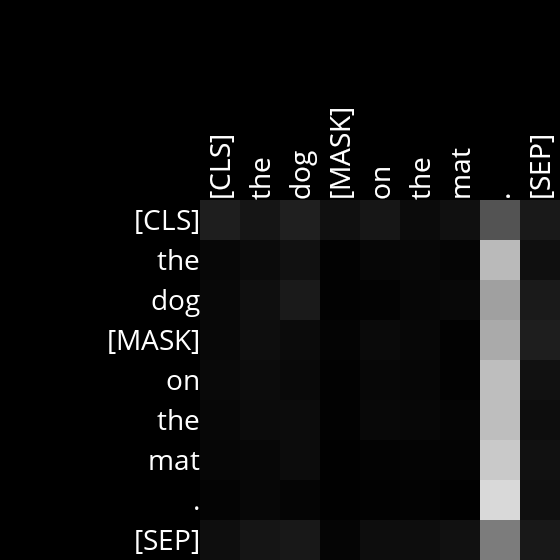 [CLS] the dog [MASK] on the mat . [SEP]
[CLS]
the
dog
[MASK]
on
the
mat
.
[SEP]